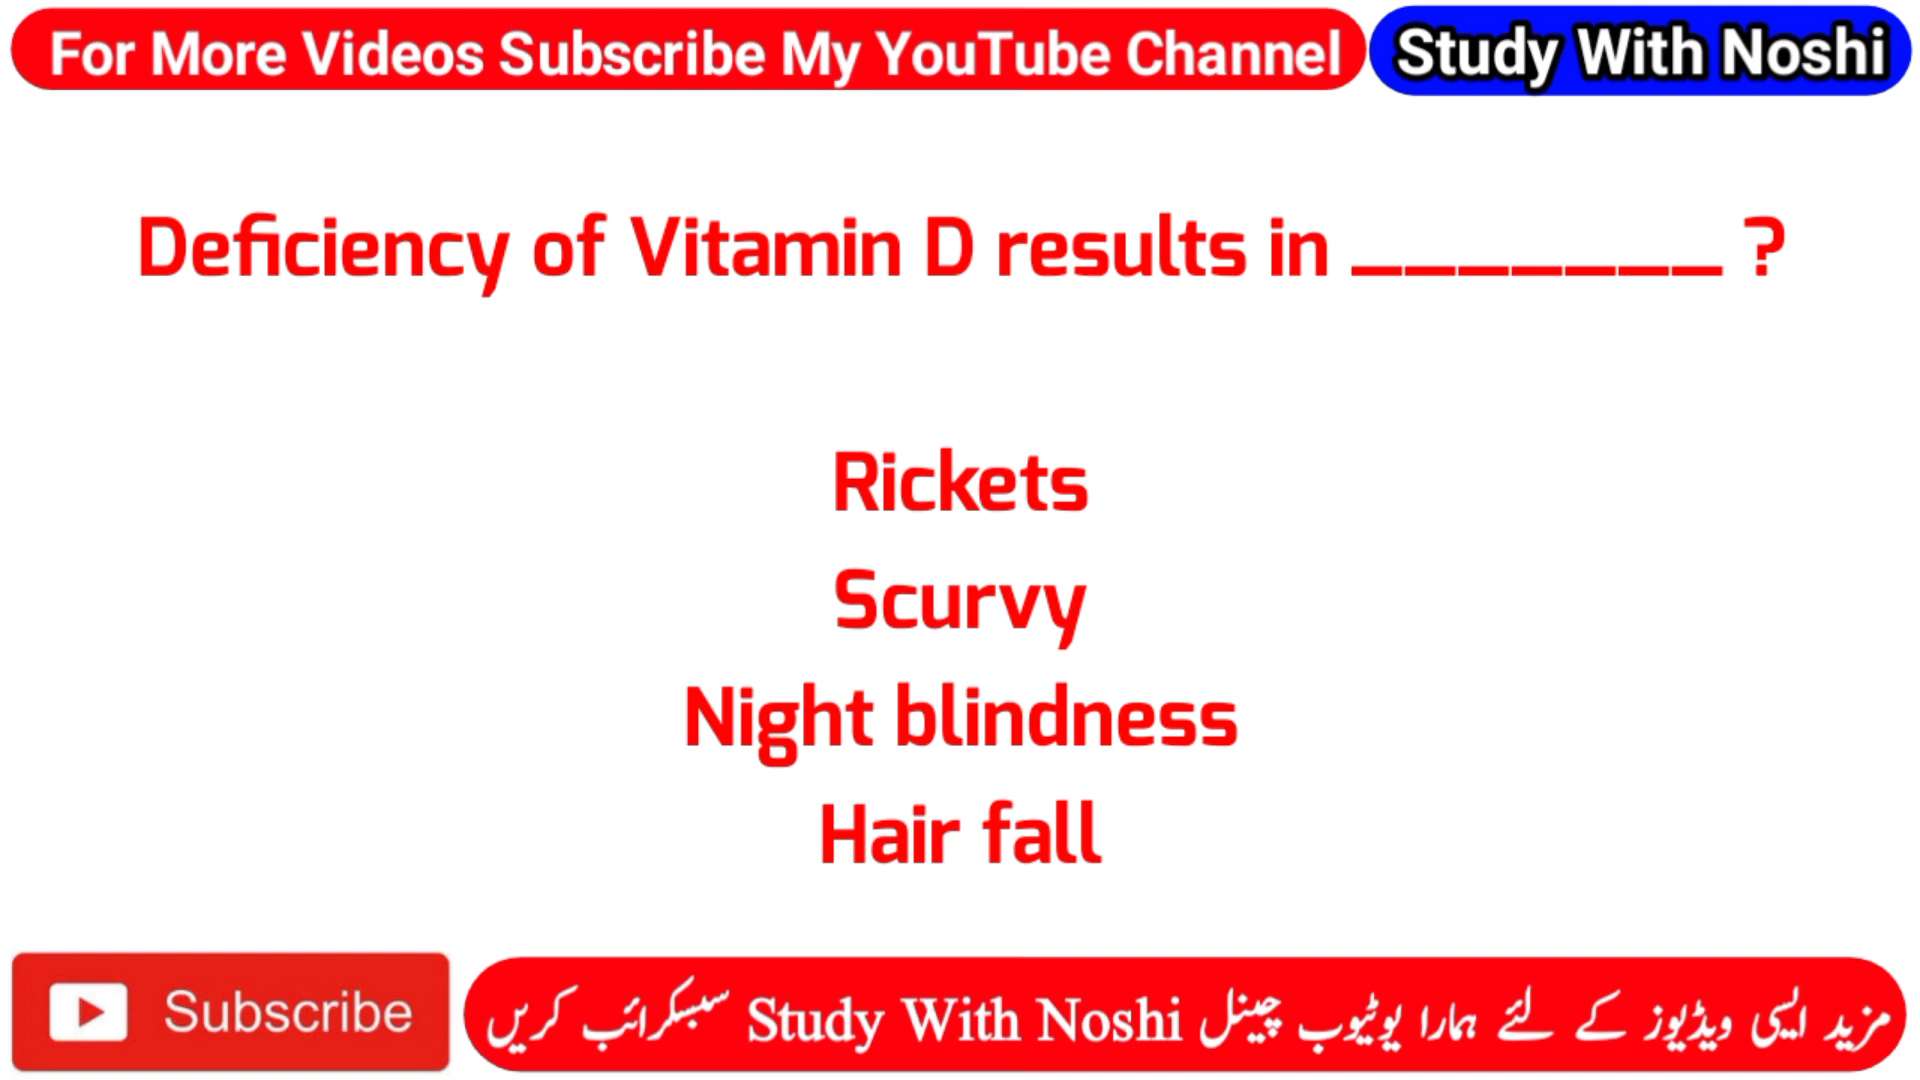 For More Videos Subscribe My YouTube Channel
Study With Noshi
Deficiency of Vitamin D results in _______ ?
Rickets
Scurvy
Night blindness
Hair fall
Subscribe
مزید ایسی ویڈیوز کے لئے ہمارا یوٹیوب چینل Study With Noshi سبسکرائب کریں